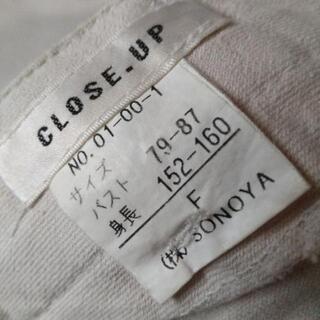 CLOSE.UP
NO. 01-00-1
サイズ
バスト 79-87
身長 152-160
F
(株) SONOYA